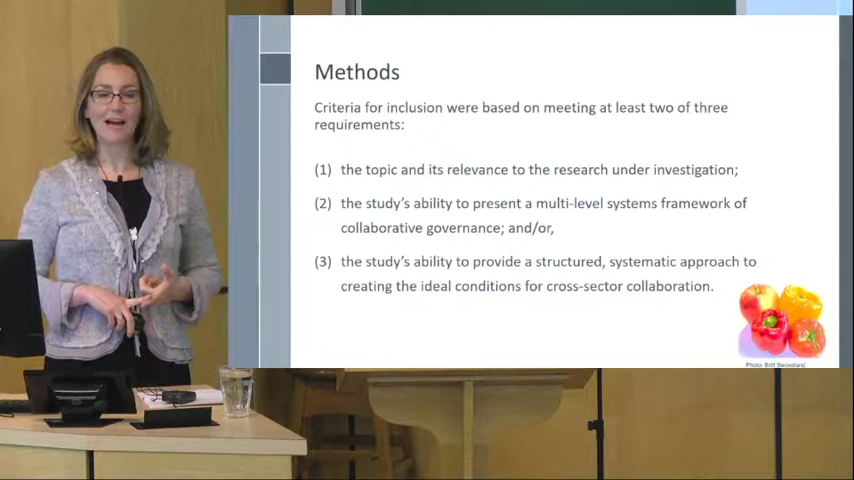 Methods
Criteria for inclusion were based on meeting at least two of three
requirements:
(1) the topic and its relevance to the research under investigation;
(2) the study's ability to present a multi-level systems framework of
collaborative governance; and/or,
(3) the study's ability to provide a structured, systematic approach to
creating the ideal conditions for cross-sector collaboration.
Photo: Britt Swoveland